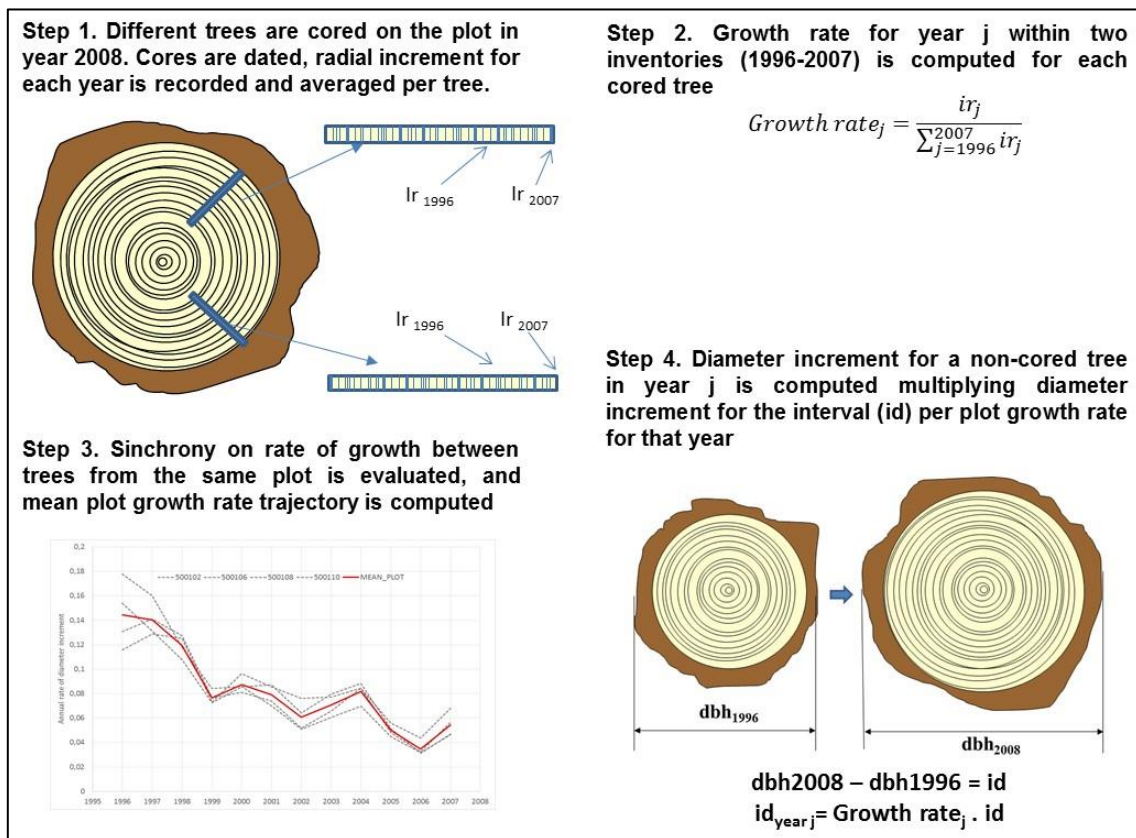 Step 1. Different trees are cored on the plot in
year 2008. Cores are dated, radial increment for
each year is recorded and averaged per tree.
Ir 1996
Ir 2007
Ir 1996
Ir 2007
Step 2. Growth rate for year j within two
inventories (1996-2007) is computed for each
cored tree
Growth rate_j = ir_j / ∑_{j=1996}^{2007} ir_j
Step 3. Sinchrony on rate of growth between
trees from the same plot is evaluated, and
mean plot growth rate trajectory is computed
500102 500106 500108 500110 MEAN_PLOT
Annual rate of diameter increment
0,2
0,18
0,16
0,14
0,12
0,1
0,08
0,06
0,04
0,02
0
1995 1996 1997 1998 1999 2000 2001 2002 2003 2004 2005 2006 2007 2008
Step 4. Diameter increment for a non-cored tree
in year j is computed multiplying diameter
increment for the interval (id) per plot growth rate
for that year
dbh1996
dbh2008
dbh2008 – dbh1996 = id
id_{year j}= Growth rate_j . id